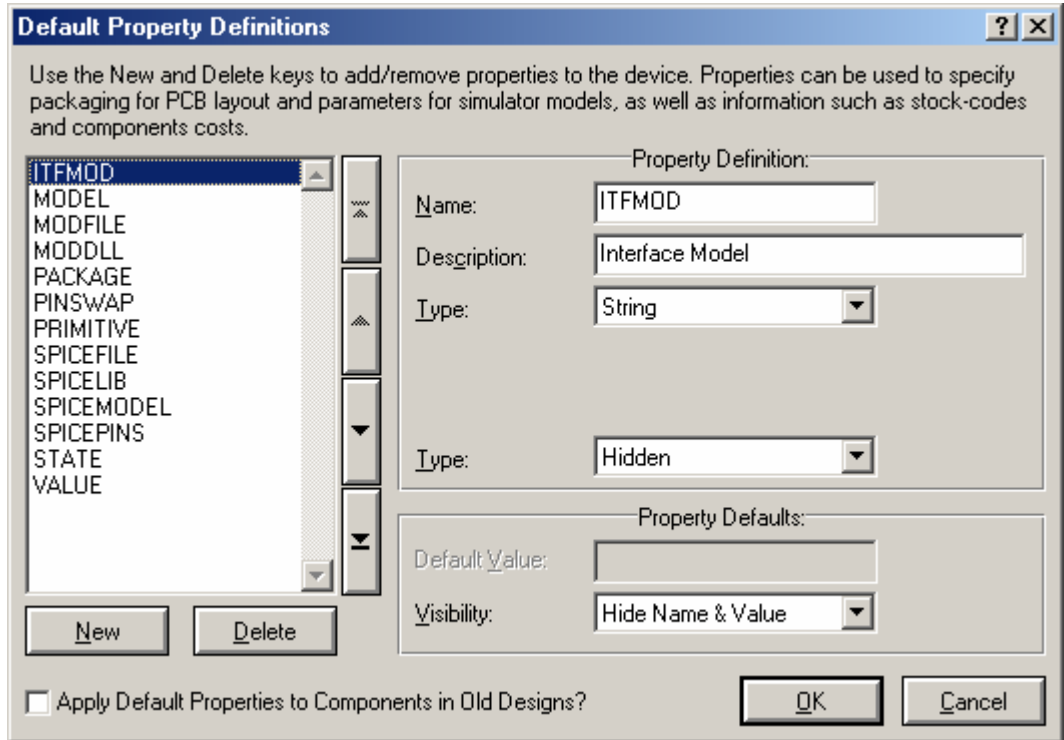 Default Property Definitions
Use the New and Delete keys to add/remove properties to the device. Properties can be used to specify
packaging for PCB layout and parameters for simulator models, as well as information such as stock-codes
and components costs.
ITFMOD
MODEL
MODFILE
MODDLL
PACKAGE
PINSWAP
PRIMITIVE
SPICEFILE
SPICELIB
SPICEMODEL
SPICEPINS
STATE
VALUE
New
Delete
Property Definition:
Name:
ITFMOD
Description:
Interface Model
Type:
String
Type:
Hidden
Property Defaults:
Default Value:
Visibility:
Hide Name & Value
Apply Default Properties to Components in Old Designs?
OK
Cancel